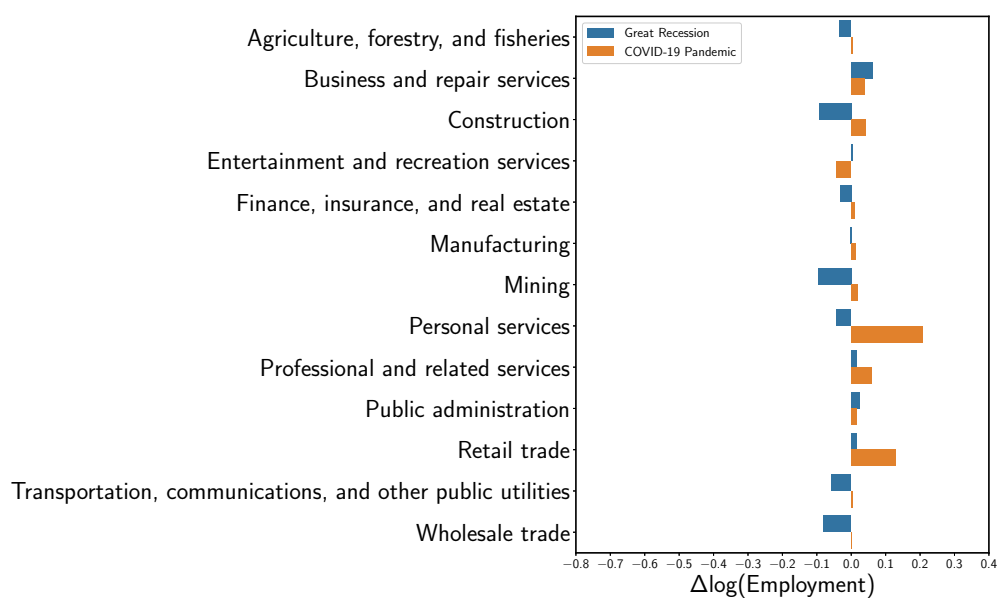 Great Recession
COVID-19 Pandemic
Agriculture, forestry, and fisheries
Business and repair services
Construction
Entertainment and recreation services
Finance, insurance, and real estate
Manufacturing
Mining
Personal services
Professional and related services
Public administration
Retail trade
Transportation, communications, and other public utilities
Wholesale trade
−0.8 −0.7 −0.6 −0.5 −0.4 −0.3 −0.2 −0.1 0.0 0.1 0.2 0.3 0.4
Δlog(Employment)